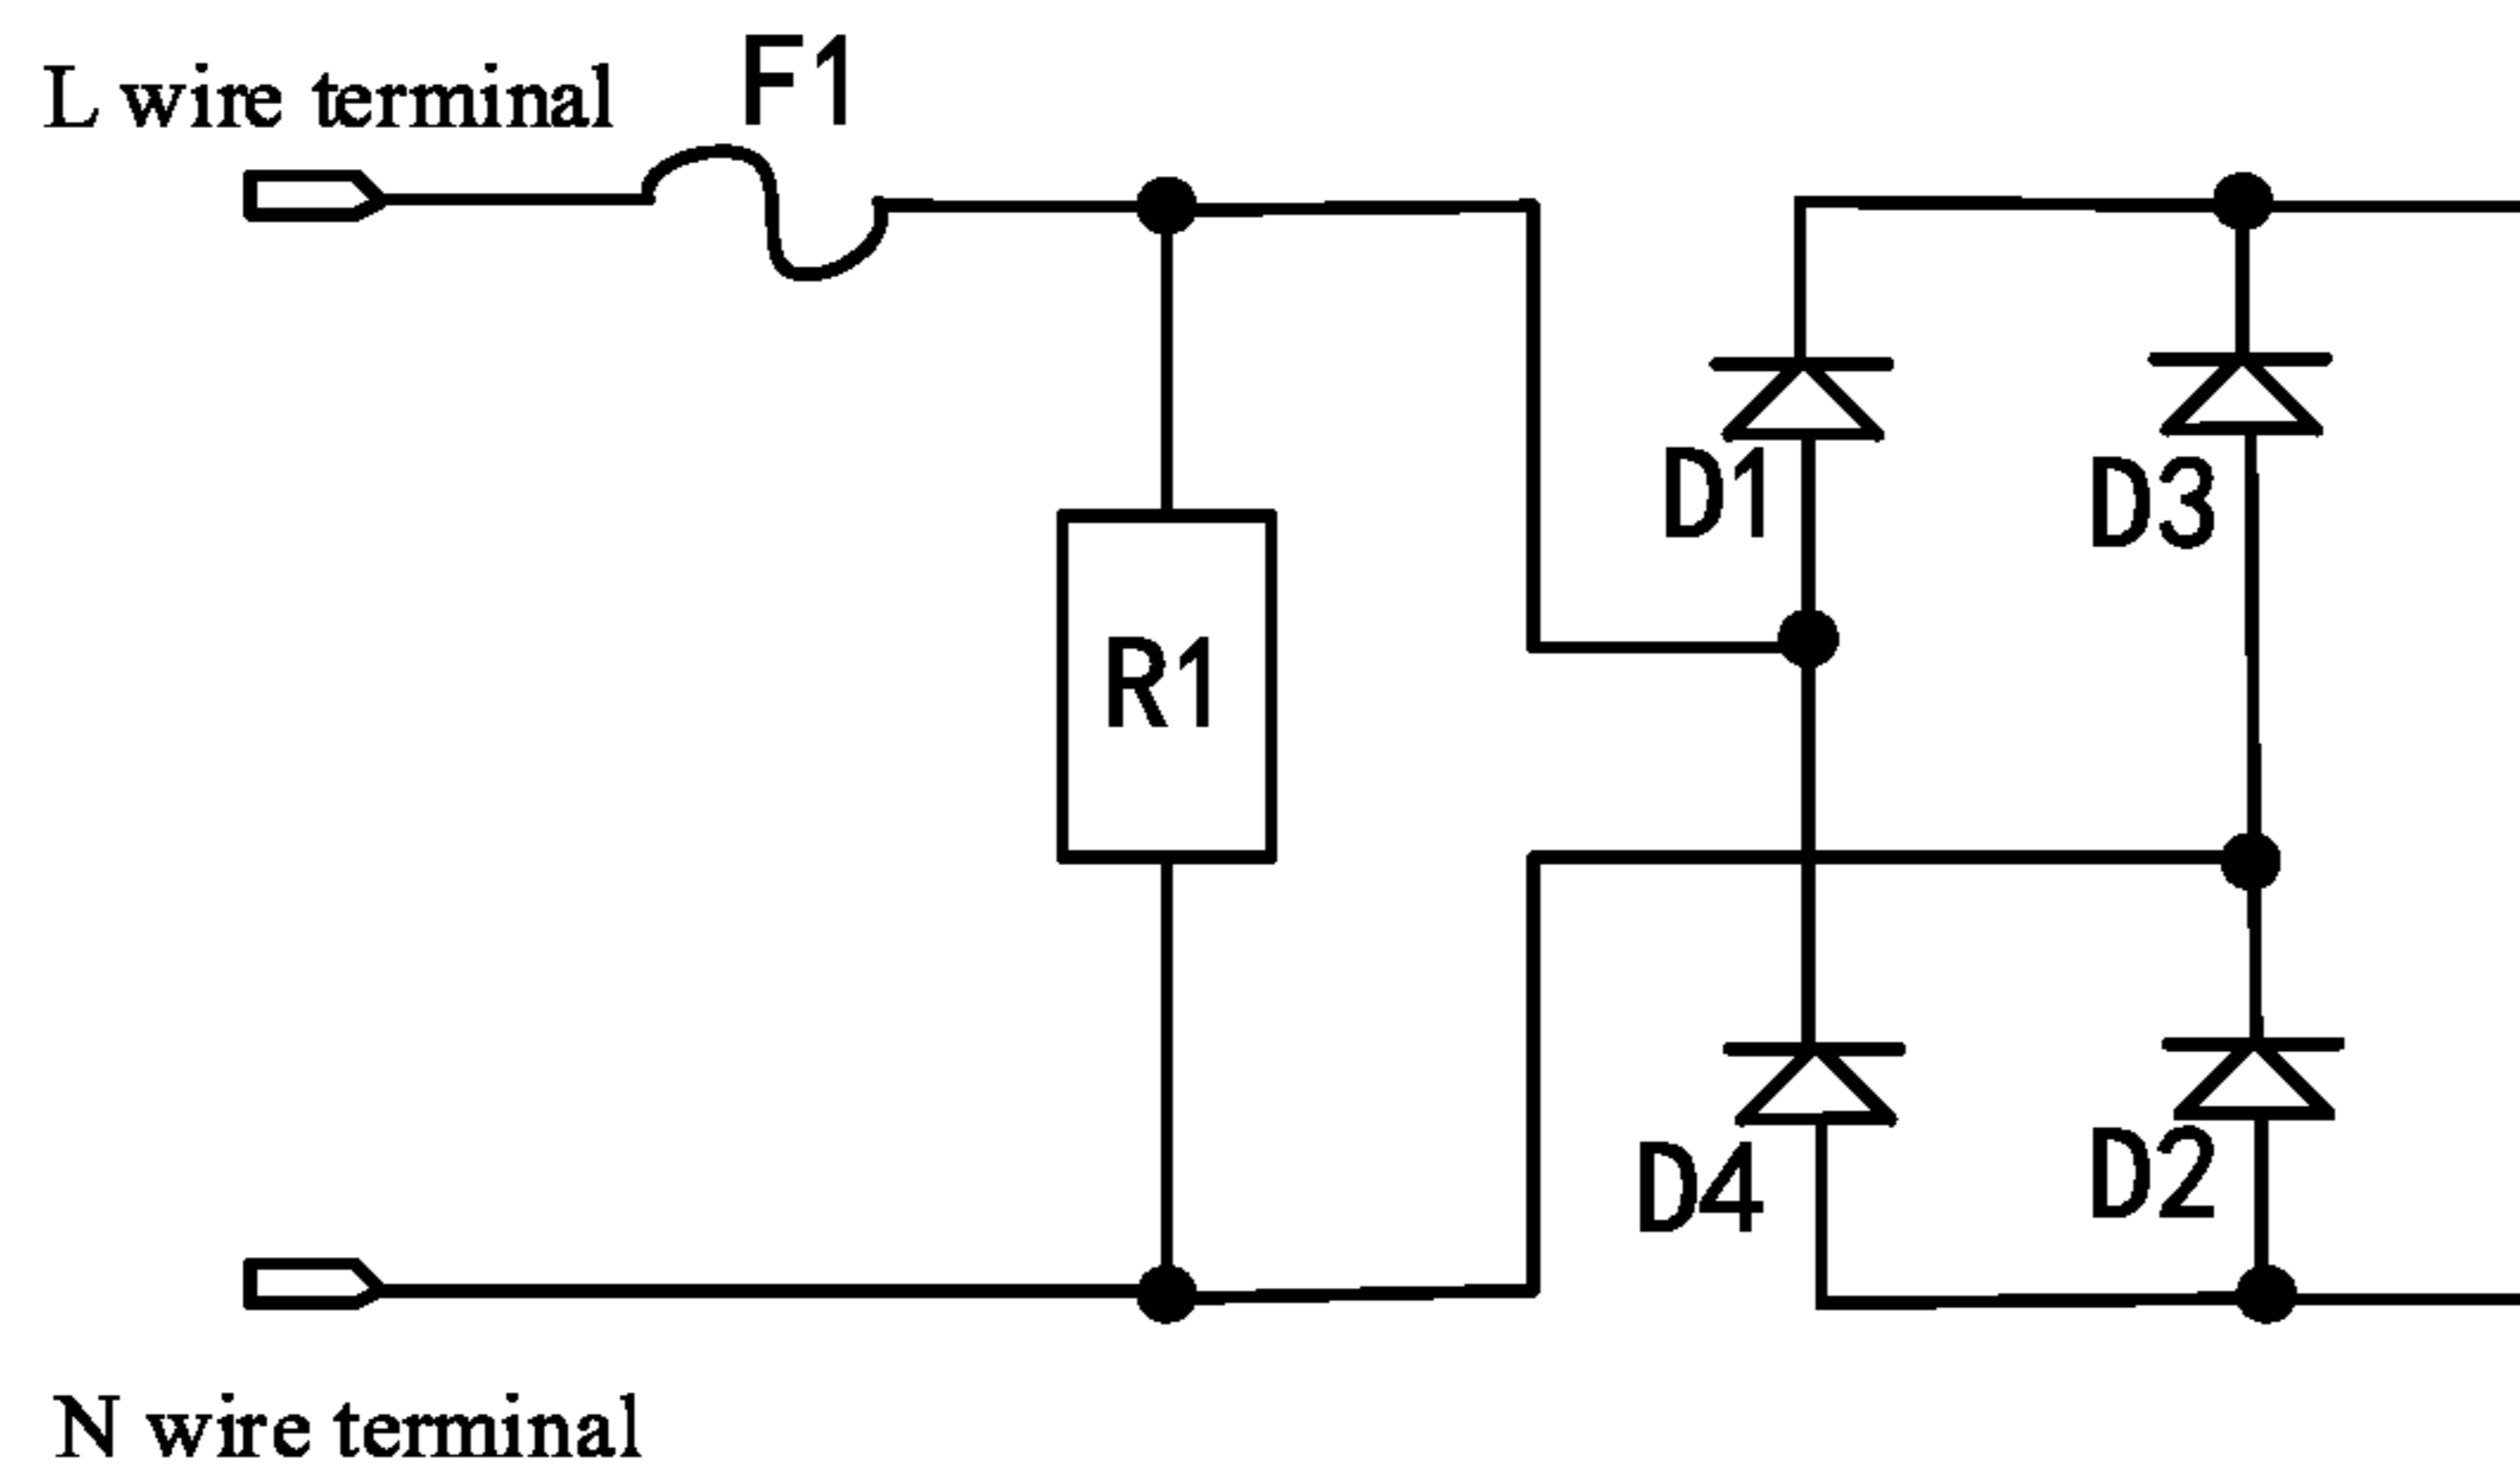 L wire terminal
F1
D1
D3
R1
D4
D2
N wire terminal